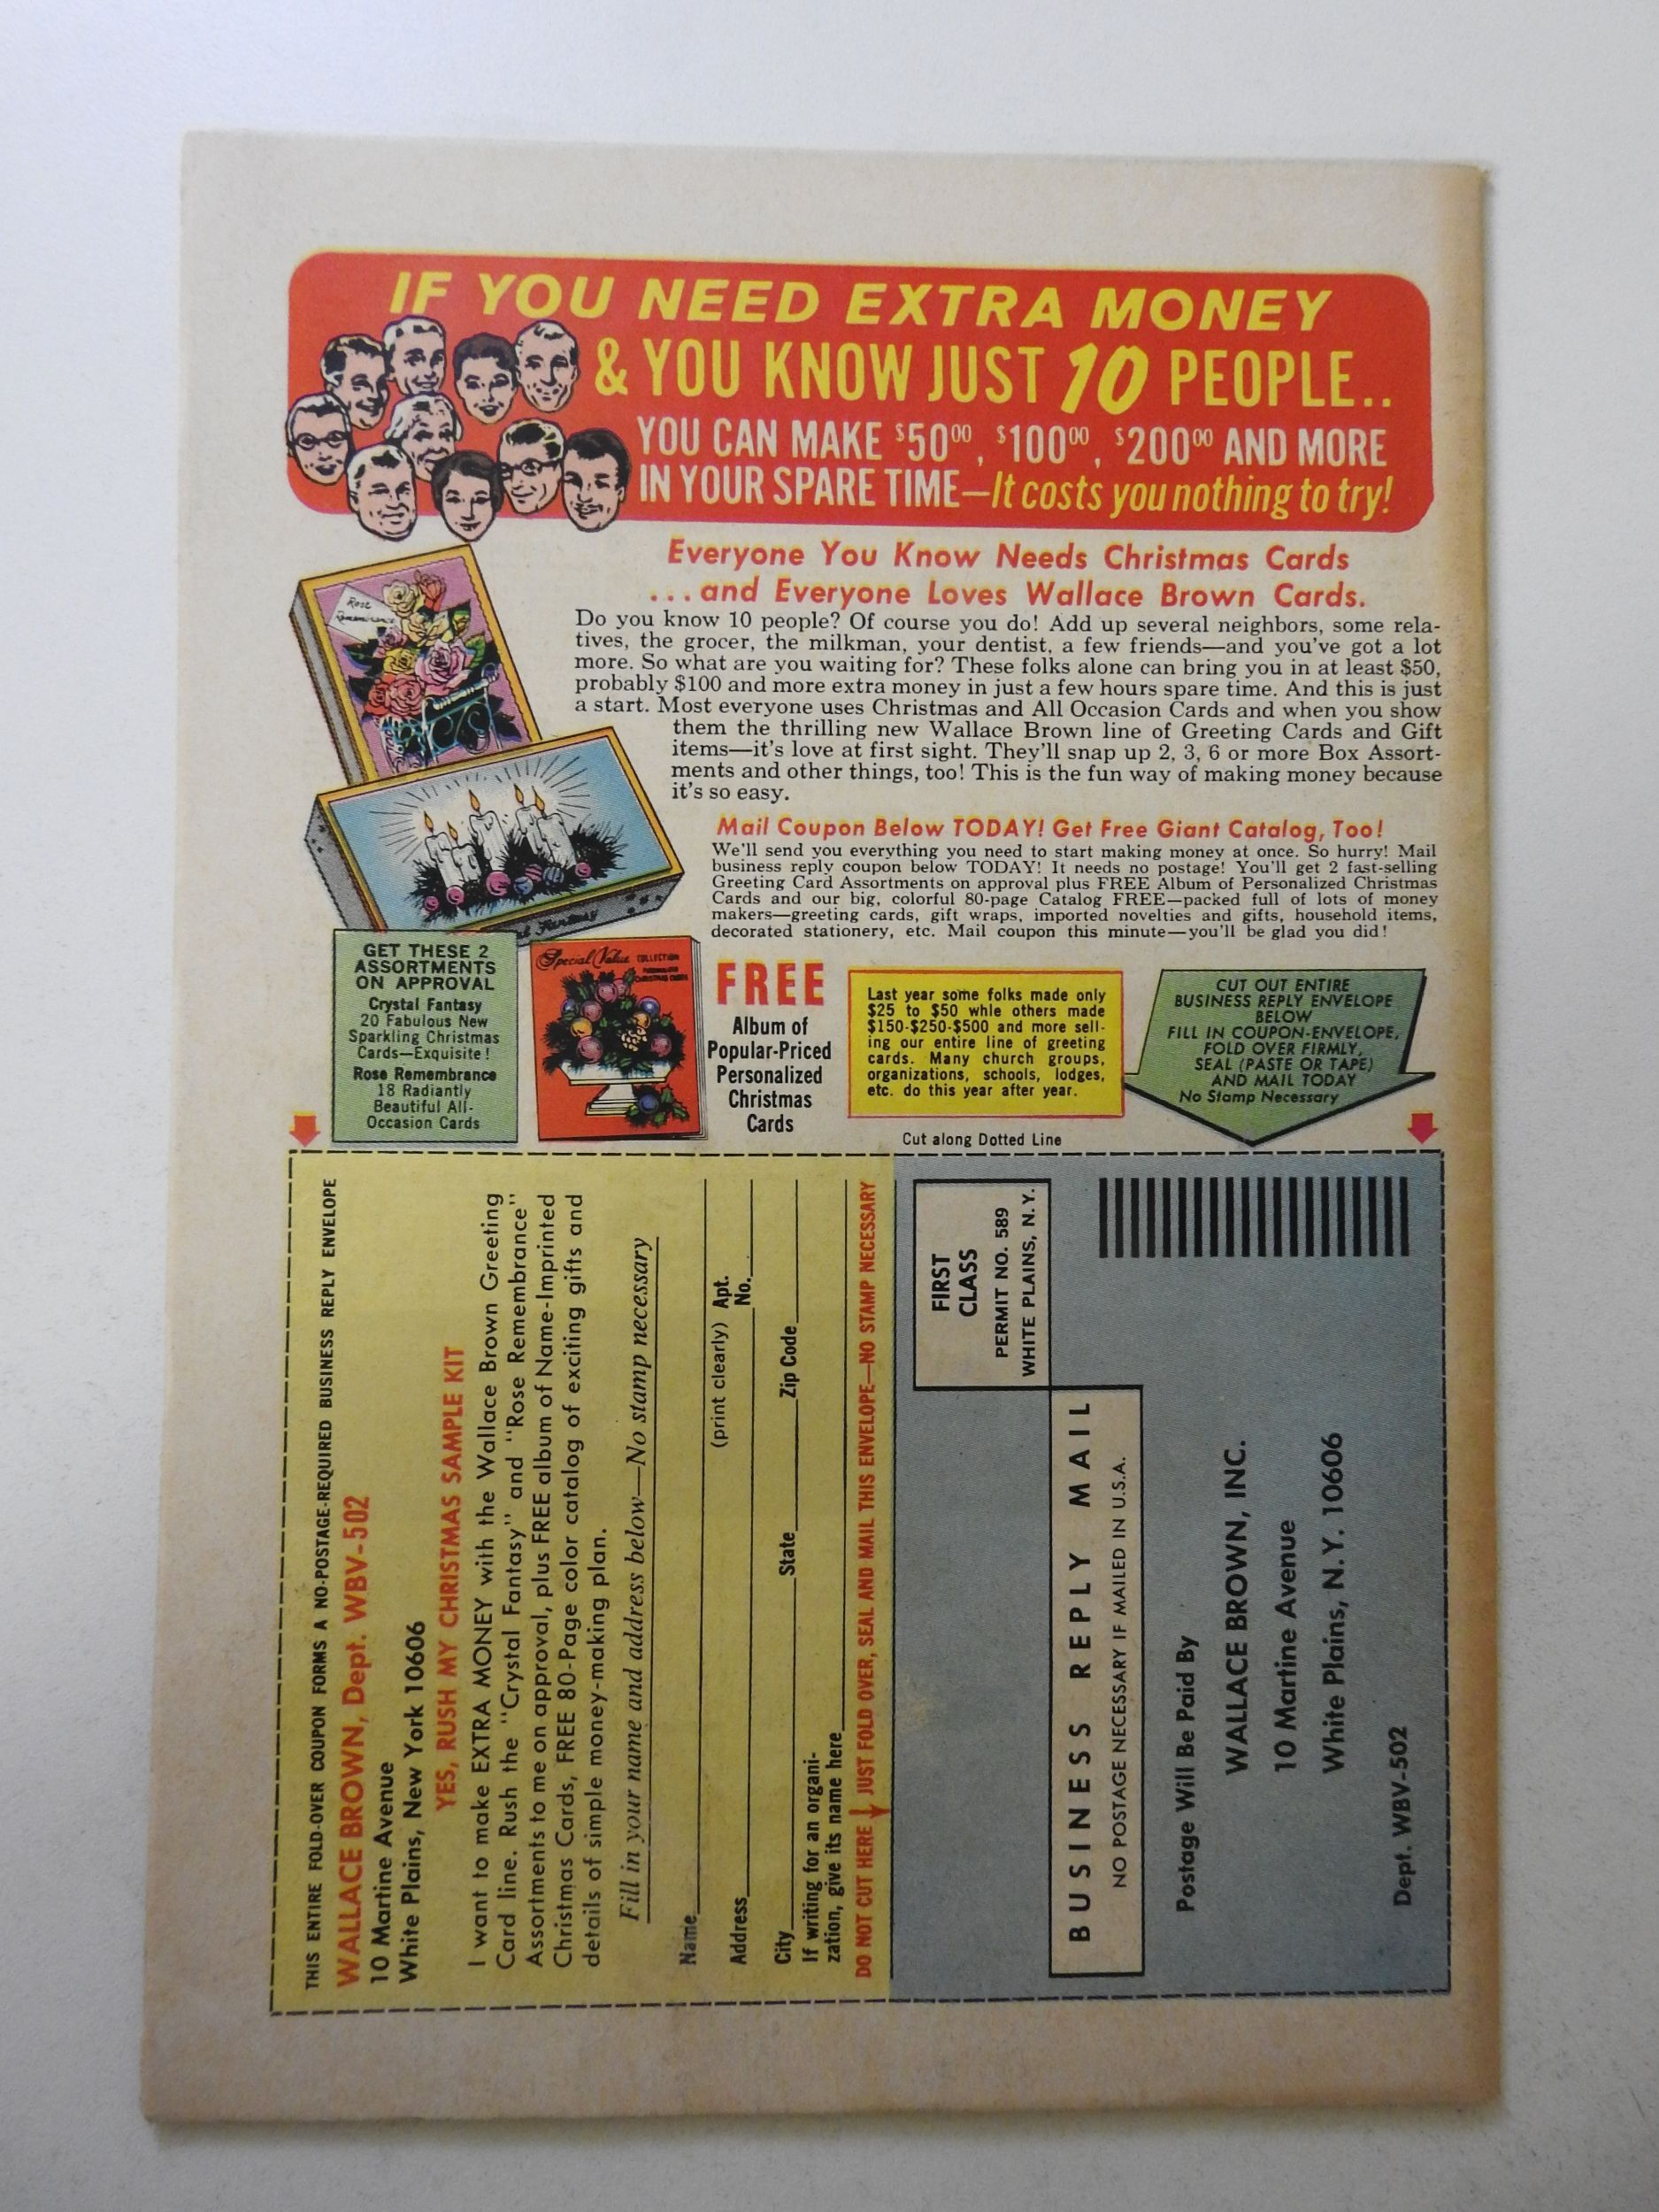 IF YOU NEED EXTRA MONEY
& YOU KNOW JUST 10 PEOPLE..
YOU CAN MAKE $5000, $10000, $20000 AND MORE
IN YOUR SPARE TIME—It costs you nothing to try!
Everyone You Know Needs Christmas Cards
...and Everyone Loves Wallace Brown Cards.
Rose
Remembrance
Do you know 10 people? Of course you do! Add up several neighbors, some rela-
tives, the grocer, the milkman, your dentist, a few friends—and you've got a lot
more. So what are you waiting for? These folks alone can bring you in at least $50,
probably $100 and more extra money in just a few hours spare time. And this is just
a start. Most everyone uses Christmas and All Occasion Cards and when you show
them the thrilling new Wallace Brown line of Greeting Cards and Gift
items—it's love at first sight. They'll snap up 2, 3, 6 or more Box Assort-
ments and other things, too! This is the fun way of making money because
it's so easy.
Mail Coupon Below TODAY! Get Free Giant Catalog, Too!
We'll send you everything you need to start making money at once. So hurry! Mail
business reply coupon below TODAY! It needs no postage! You'll get 2 fast-selling
Greeting Card Assortments on approval plus FREE Album of Personalized Christmas
Cards and our big, colorful 80-page Catalog FREE—packed full of lots of money
makers—greeting cards, gift wraps, imported novelties and gifts, household items,
decorated stationery, etc. Mail coupon this minute—you'll be glad you did!
Fantasy
GET THESE 2
ASSORTMENTS
ON APPROVAL
Crystal Fantasy
20 Fabulous New
Sparkling Christmas
Cards—Exquisite!
Rose Remembrance
18 Radiantly
Beautiful All-
Occasion Cards
Special Value COLLECTION
PERSONALIZED
CHRISTMAS CARDS
FREE
Album of
Popular-Priced
Personalized
Christmas
Cards
Last year some folks made only
$25 to $50 whle others made
$150-$250-$500 and more sell-
ing our entire line of greeting
cards. Many church groups,
organizations, schools, lodges,
etc. do this year after year.
CUT OUT ENTIRE
BUSINESS REPLY ENVELOPE
BELOW
FILL IN COUPON-ENVELOPE,
FOLD OVER FIRMLY,
SEAL (PASTE OR TAPE)
AND MAIL TODAY
No Stamp Necessary
Cut along Dotted Line
THIS ENTIRE FOLD-OVER COUPON FORMS A NO-POSTAGE-REQUIRED BUSINESS REPLY ENVELOPE
WALLACE BROWN, Dept. WBV-502
10 Martine Avenue
White Plains, New York 10606
YES, RUSH MY CHRISTMAS SAMPLE KIT
I want to make EXTRA MONEY with the Wallace Brown Greeting
Card line. Rush the "Crystal Fantasy" and "Rose Remembrance"
Assortments to me on approval, plus FREE album of Name-Imprinted
Christmas Cards, FREE 80-Page color catalog of exciting gifts and
details of simple money-making plan.
Fill in your name and address below—No stamp necessary
Name
(print clearly) Apt.
Address No.
City State Zip Code
If writing for an organi-
zation, give its name here
DO NOT CUT HERE JUST FOLD OVER, SEAL AND MAIL THIS ENVELOPE—NO STAMP NECESSARY
FIRST
CLASS
PERMIT NO. 589
WHITE PLAINS, N.Y.
BUSINESS REPLY MAIL
NO POSTAGE NECESSARY IF MAILED IN U.S.A.
Postage Will Be Paid By
WALLACE BROWN, INC.
10 Martine Avenue
White Plains, N.Y. 10606
Dept. WBV-502